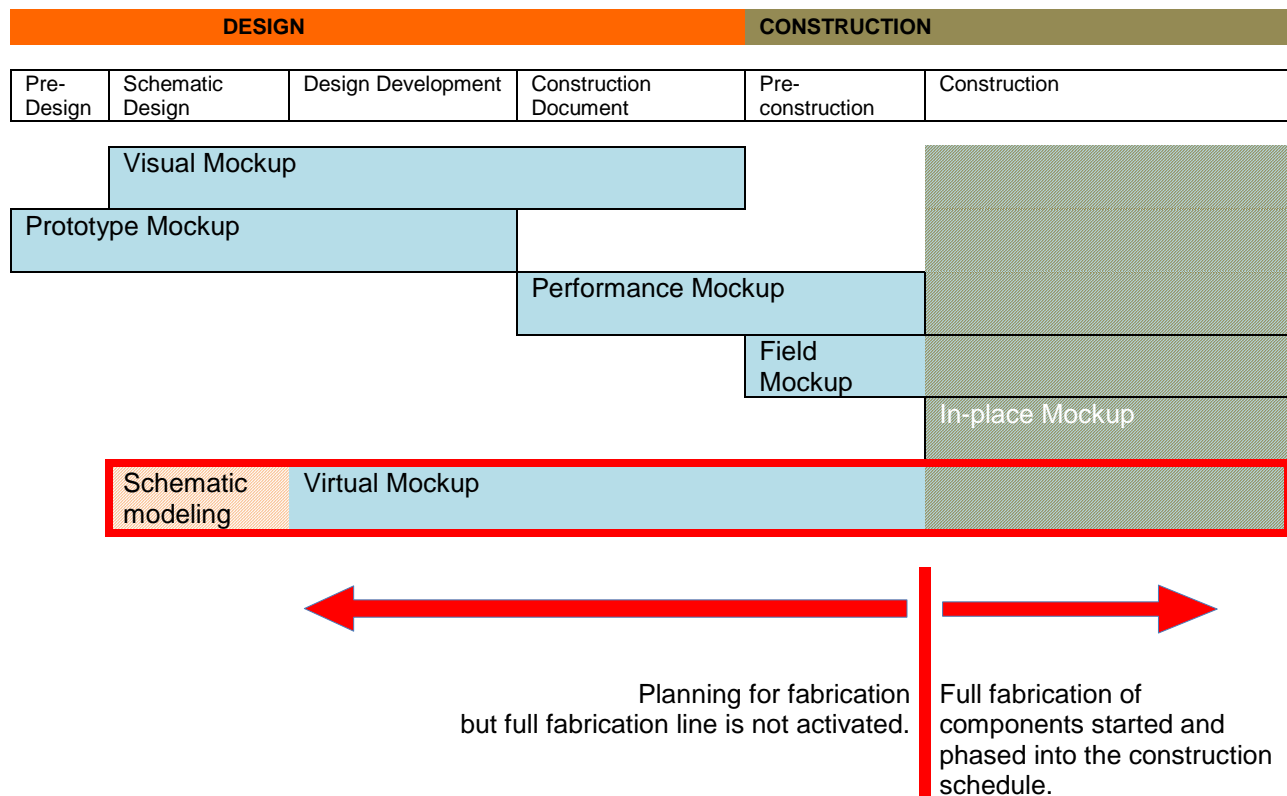 DESIGN
CONSTRUCTION
Pre-
Design
Schematic
Design
Design Development
Construction
Document
Pre-
construction
Construction
Visual Mockup
Prototype Mockup
Performance Mockup
Field
Mockup
In-place Mockup
Schematic
modeling
Virtual Mockup
Planning for fabrication
but full fabrication line is not activated.
Full fabrication of
components started and
phased into the construction
schedule.